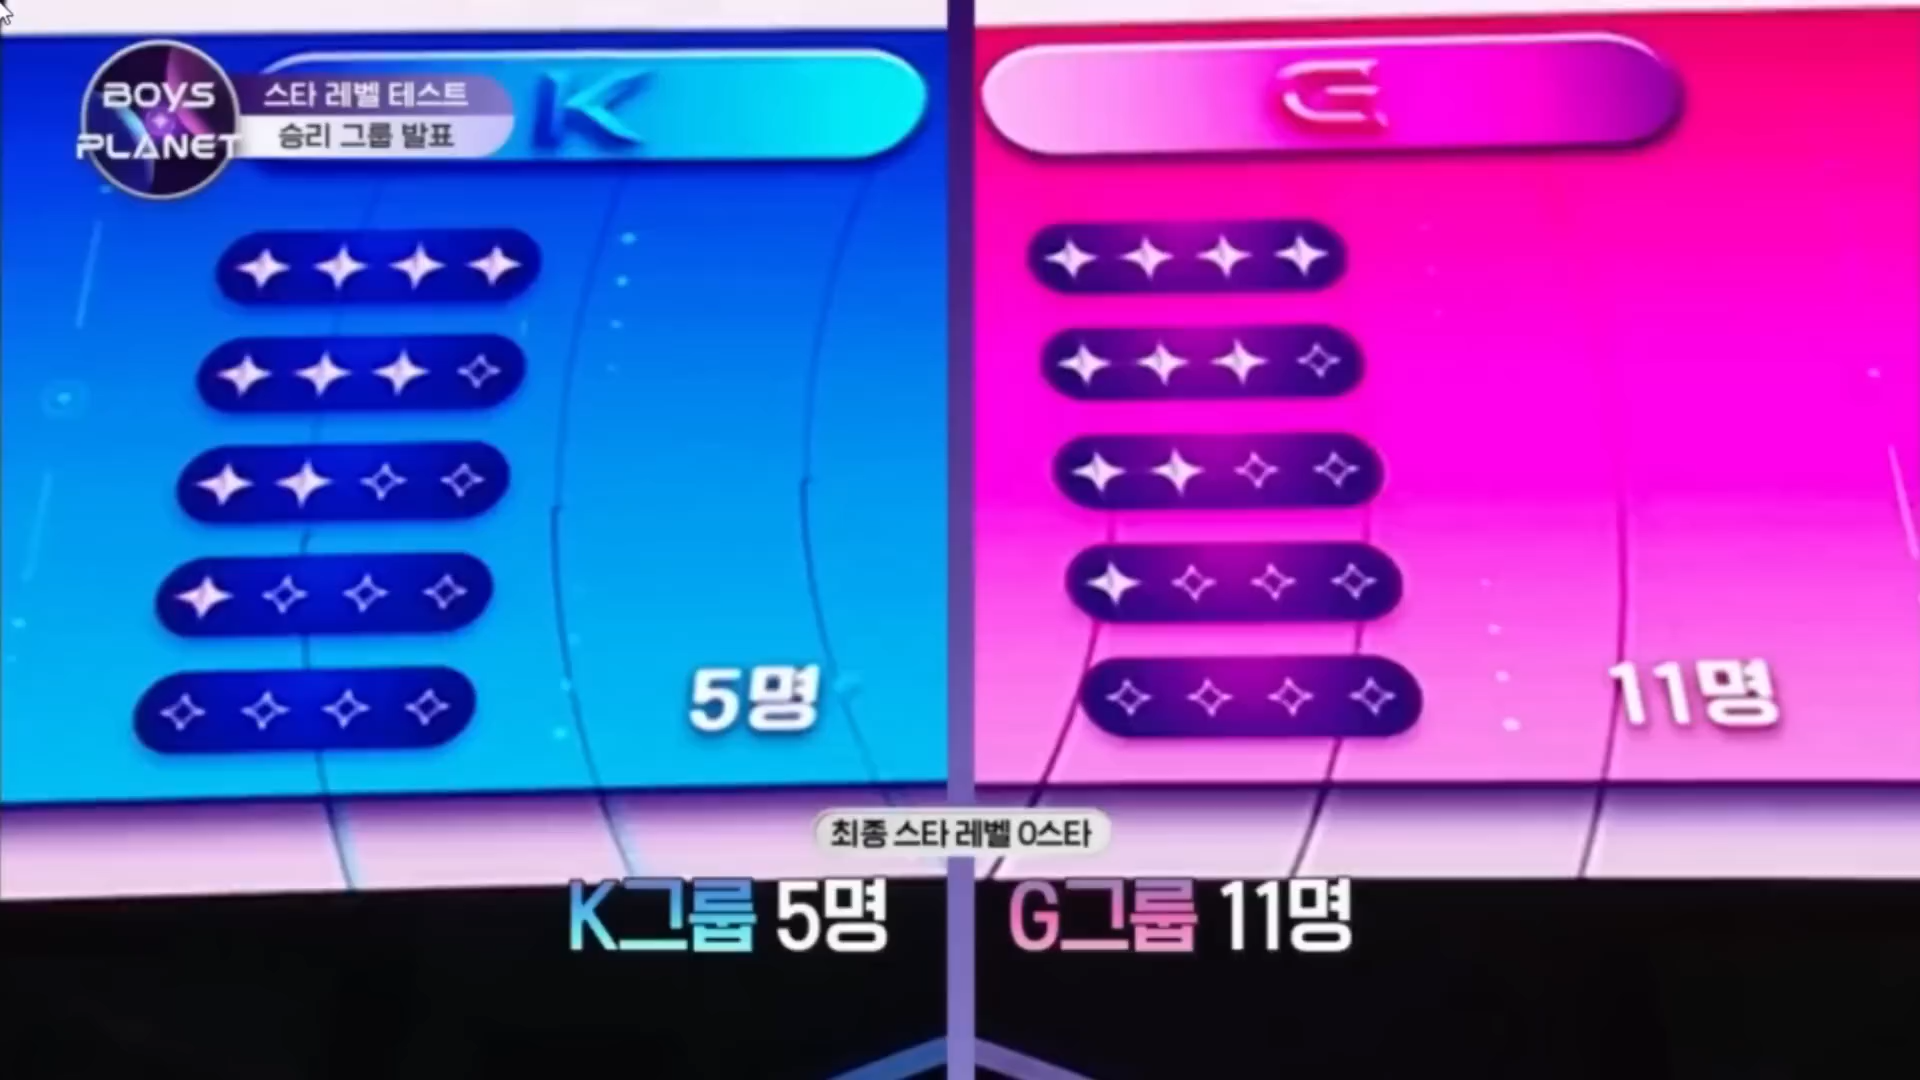 BOYS
PLANET
스타 레벨 테스트
승리 그룹 발표
K
G
5명
11명
최종 스타 레벨 0스타
K그룹 5명
G그룹 11명